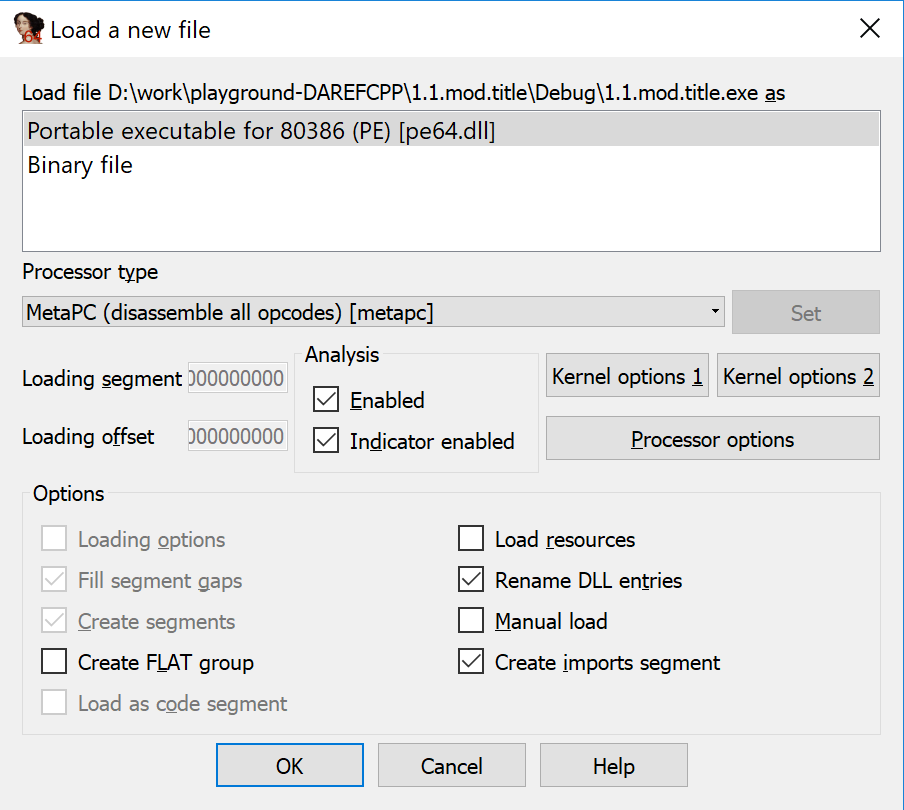 Load a new file
Load file D:\work\playground-DAREFCPP\1.1.mod.title\Debug\1.1.mod.title.exe as
Portable executable for 80386 (PE) [pe64.dll]
Binary file
Processor type
MetaPC (disassemble all opcodes) [metapc]
Set
Loading segment 000000000
Loading offset 000000000
Analysis
Enabled
Indicator enabled
Kernel options 1
Kernel options 2
Processor options
Options
Loading options
Fill segment gaps
Create segments
Create FLAT group
Load as code segment
Load resources
Rename DLL entries
Manual load
Create imports segment
OK
Cancel
Help